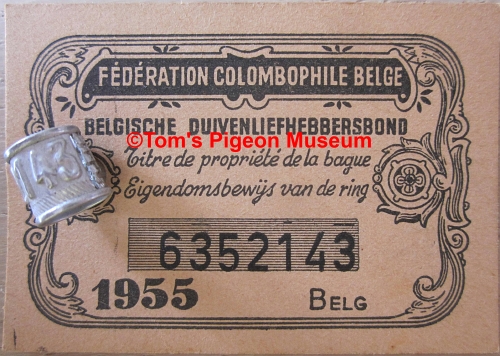 FÉDÉRATION COLOMBOPHILE BELGE
BELGISCHE DUIVENLIEFHEBBERSBOND
©Tom's Pigeon Museum
Titre de propriété de la bague
Eigendomsbewijs van de ring
6352143
1955 BELG
43